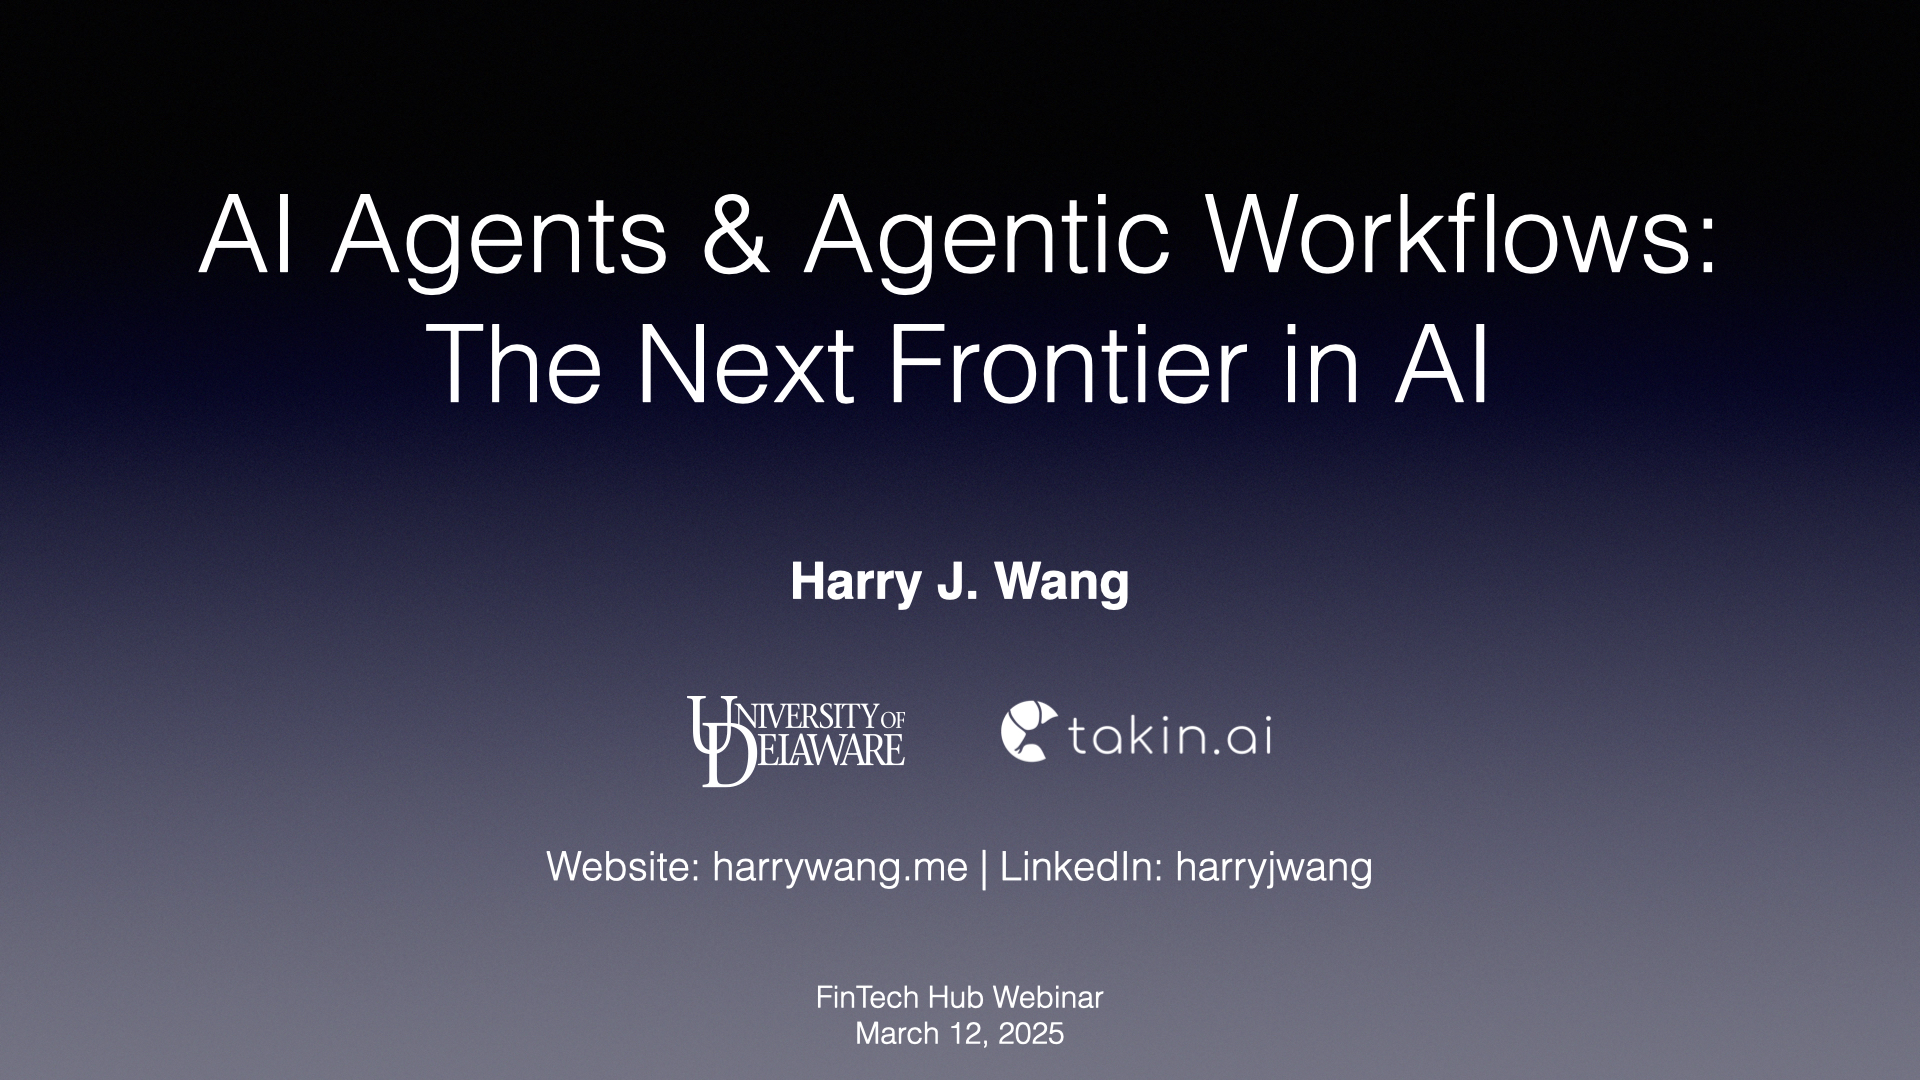 AI Agents & Agentic Workflows:
The Next Frontier in AI
Harry J. Wang
UNIVERSITY OF
DELAWARE
takin.ai
Website: harrywang.me | LinkedIn: harryjwang
FinTech Hub Webinar
March 12, 2025